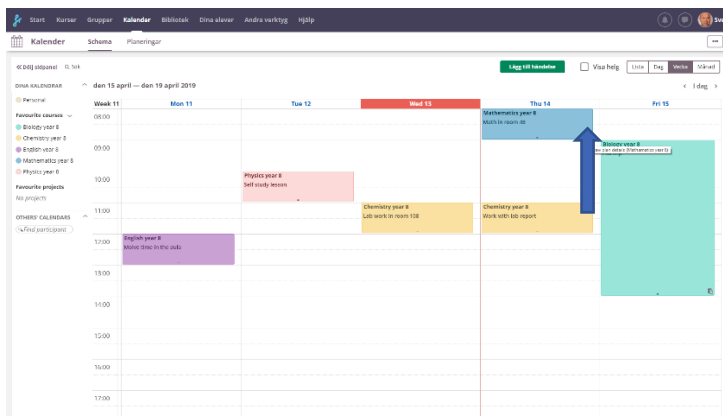 Start Kurser Grupper Kalender Bibliotek Dina elever Andra verktyg Hjälp
Kalender Schema Planeringar
Dölj sidpanel Sök Lägg till händelse Visa helg Lista Dag Vecka Månad
DINA KALENDRAR den 15 april — den 19 april 2019 Idag
Personal
Favourite courses
Biology year 8
Chemistry year 8
English year 8
Mathematics year 8
Physics year 8
Favourite projects
No projects
OTHERS' CALENDARS
Find participant
Week 11 Mon 11 Tue 12 Wed 13 Thu 14 Fri 15
08:00
09:00
10:00
11:00
12:00
13:00
14:00
15:00
16:00
17:00
English year 8
Movie time in the aula
Physics year 8
Self study lesson
Chemistry year 8
Lab work in room 108
Mathematics year 8
Math in room 48
Chemistry year 8
Work with lab report
Biology year 8
plan details (Mathematics year 8)